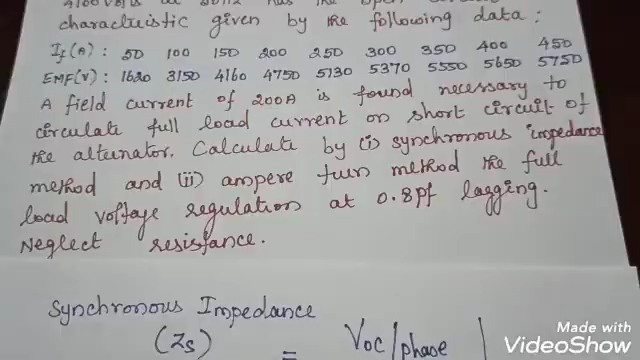 4160 Volts at 50Hz has the open
characteristic given by the following data:
If(A): 50 100 150 200 250 300 350 400 450
EMF(V): 1620 3150 4160 4750 5130 5370 5550 5650 5750
A field current of 200A is found necessary to
circulate full load current on short circuit of
the alternator. Calculate by (i) synchronous impedance
method and (ii) ampere turn method the full
load voltage regulation at 0.8pf lagging.
Neglect resistance.
Synchronous Impedance
(Zs) = Voc/phase
Made with
VideoShow